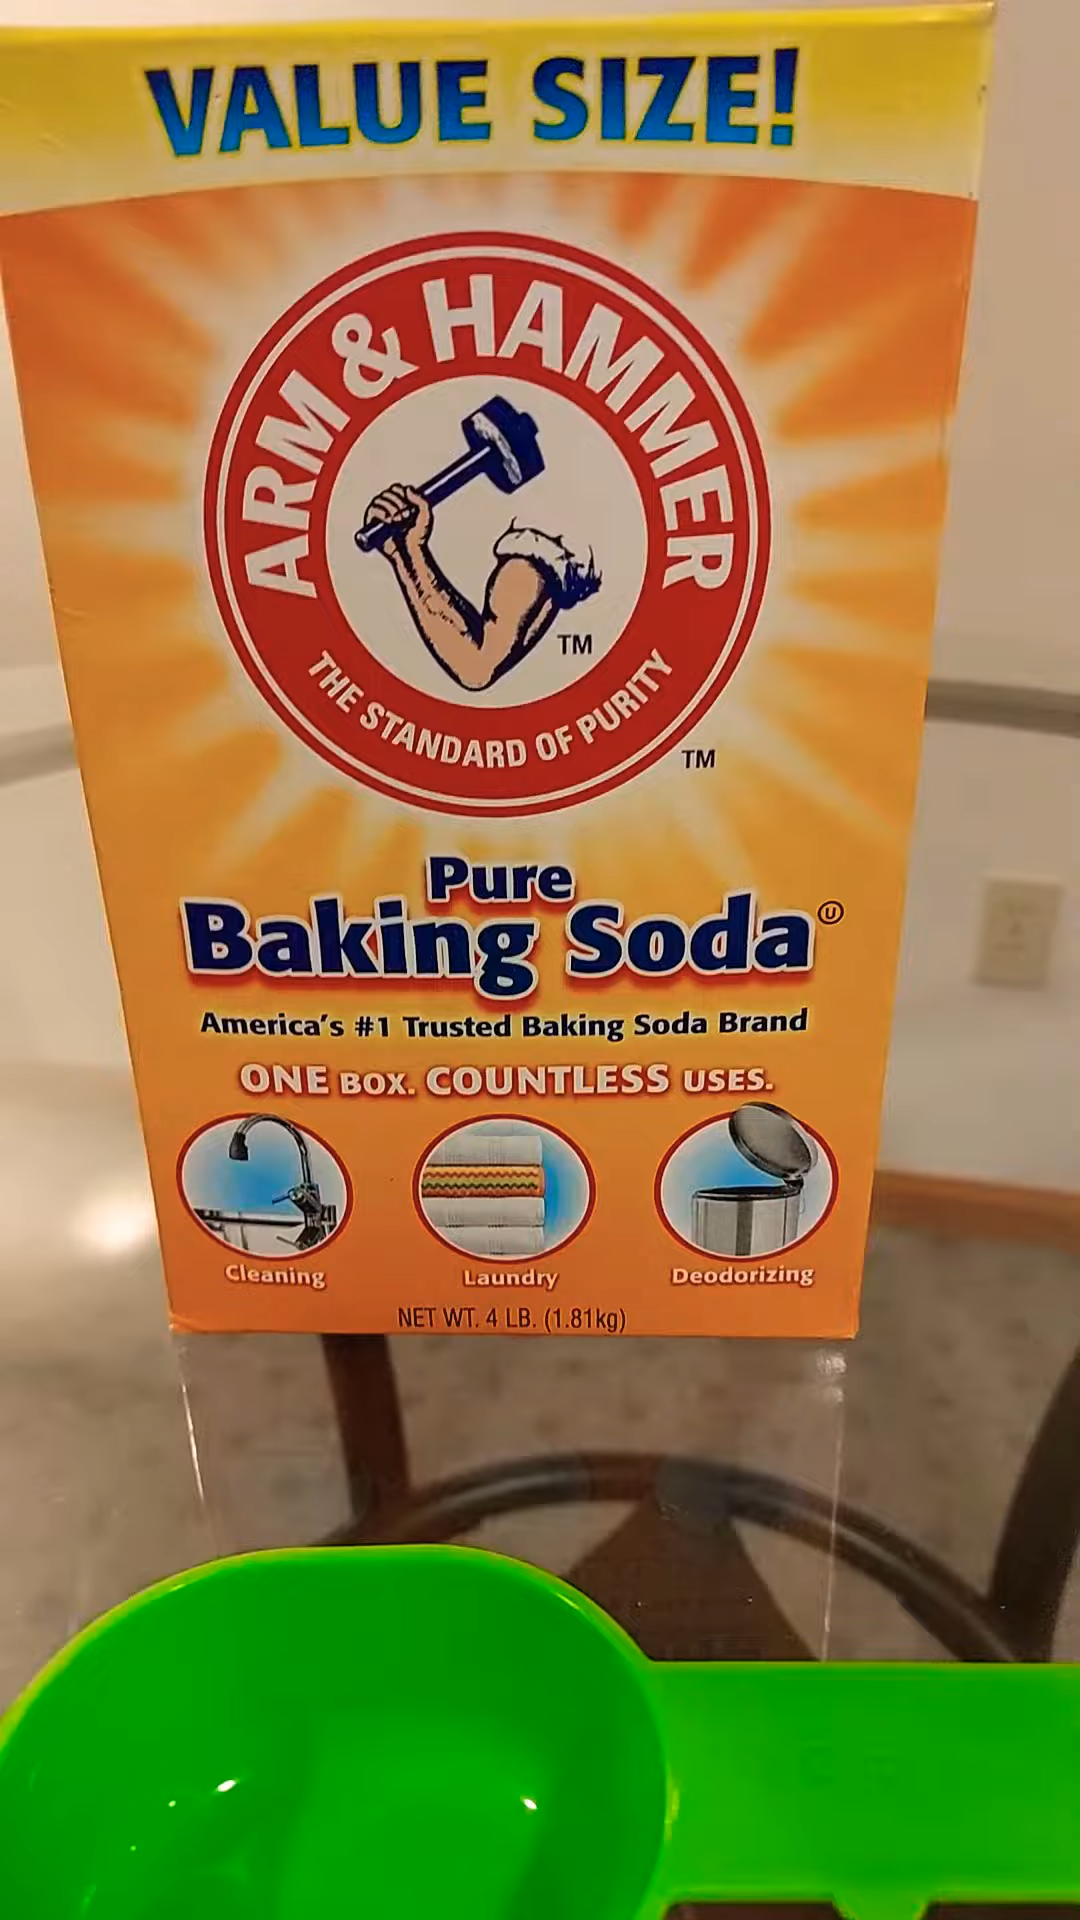 VALUE SIZE!
ARM & HAMMER
TM
THE STANDARD OF PURITY
TM
Pure
Baking Soda Ⓤ
America's #1 Trusted Baking Soda Brand
ONE BOX. COUNTLESS USES.
Cleaning Laundry Deodorizing
NET WT. 4 LB. (1.81kg)